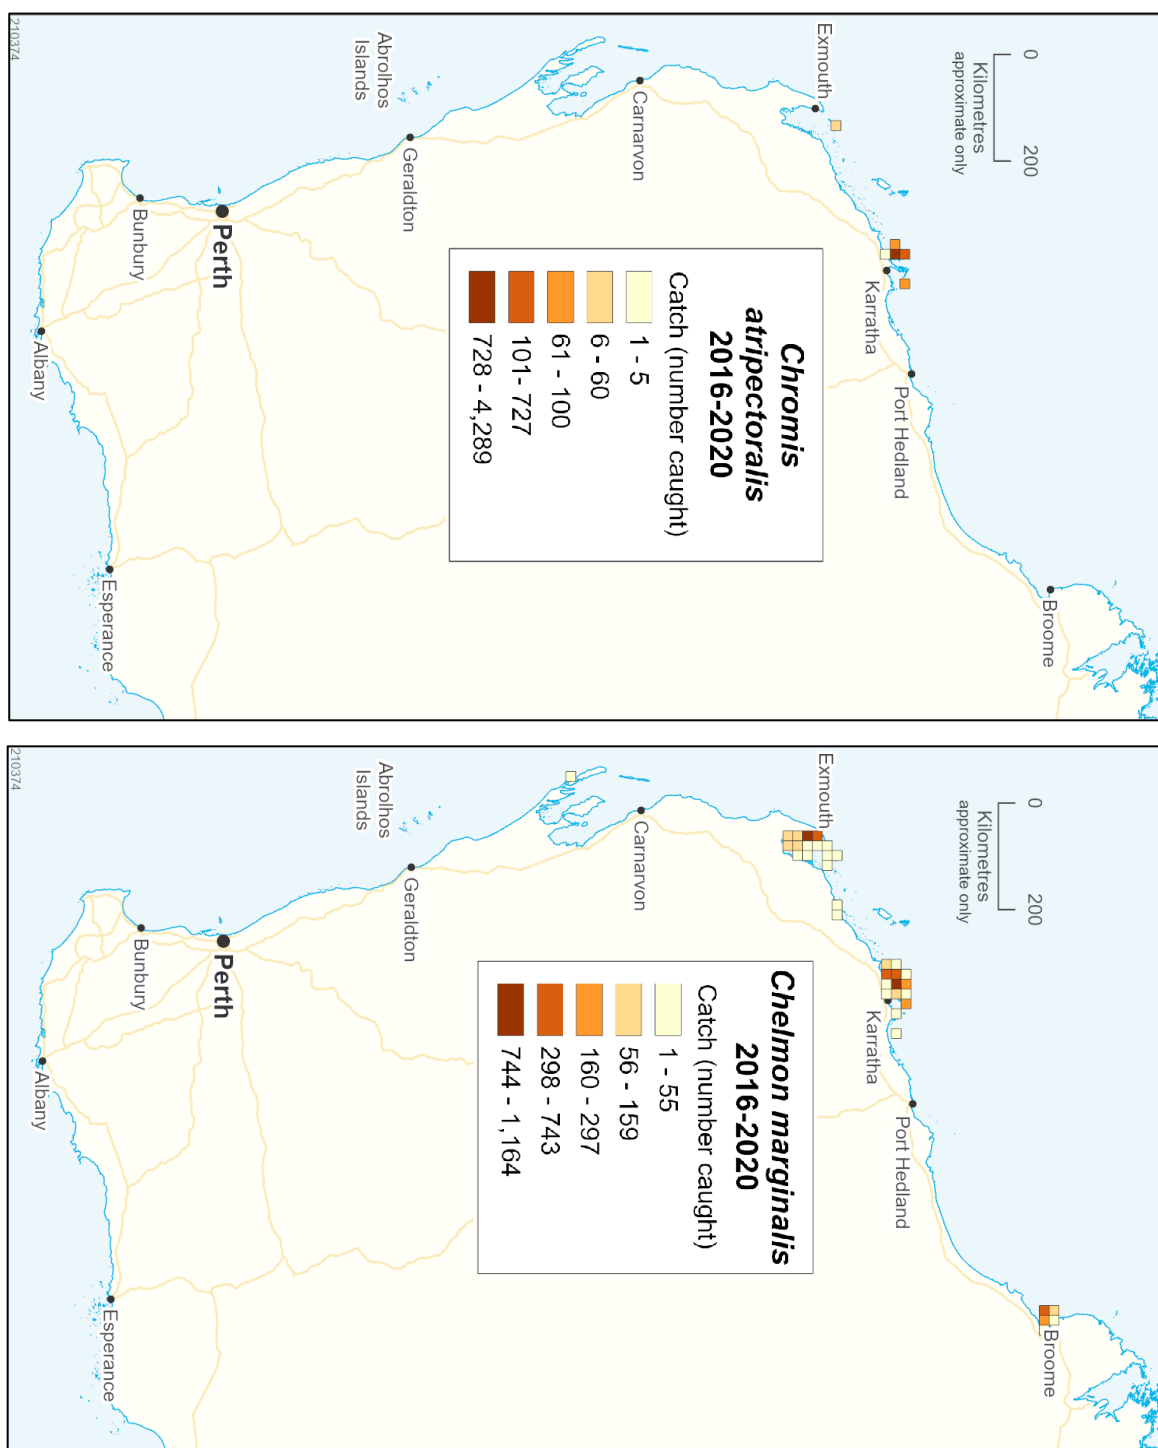 Broome
0 200
Kilometres
approximate only
Port Hedland
Karratha
Exmouth
Chromis
atripectoralis
2016-2020
Catch (number caught)
1 - 5
6 - 60
61 - 100
101- 727
728 - 4,289
Carnarvon
Geraldton
Abrolhos
Islands
Perth
Bunbury
Esperance
Albany
210374
Broome
0 200
Kilometres
approximate only
Port Hedland
Karratha
Exmouth
Chelmon marginalis
2016-2020
Catch (number caught)
1 - 55
56 - 159
160 - 297
298 - 743
744 - 1,164
Carnarvon
Geraldton
Abrolhos
Islands
Perth
Bunbury
Esperance
Albany
210374